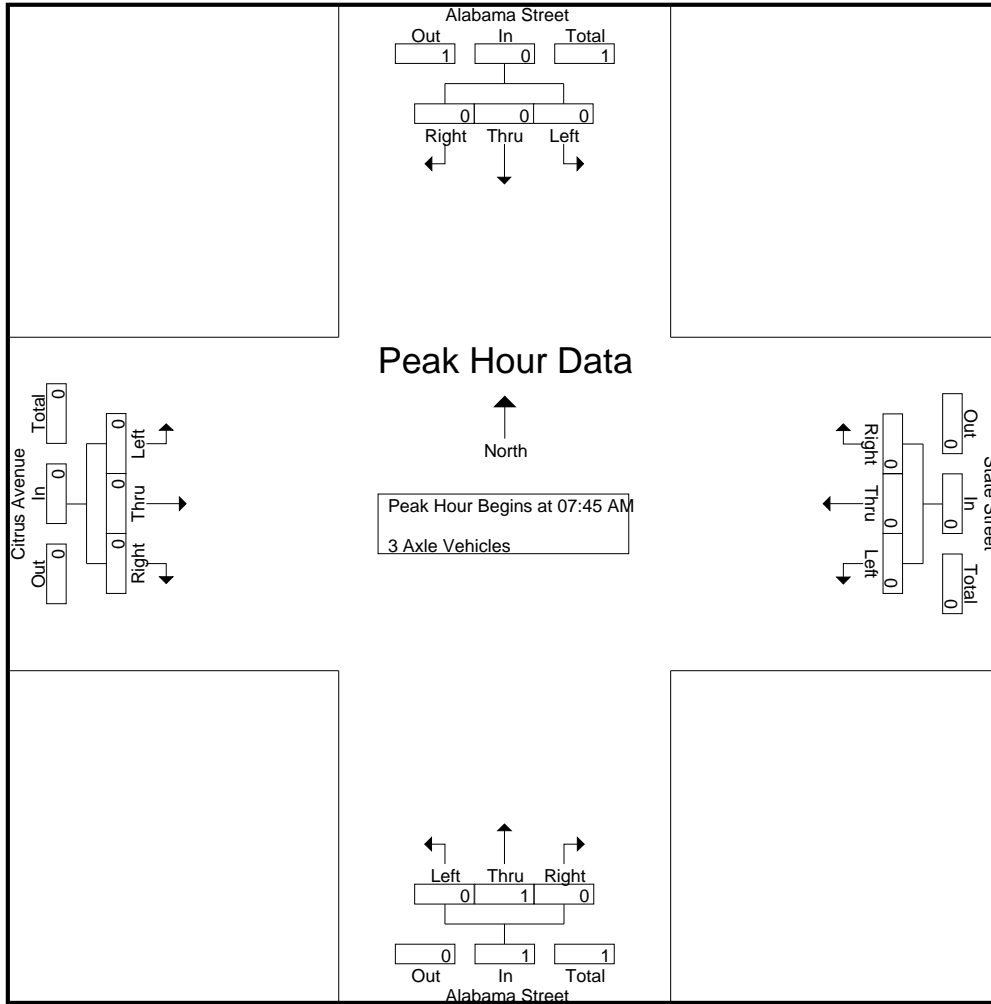 Alabama Street
Out In Total
1 0 1
0 0 0
Right Thru Left
Peak Hour Data
North
Peak Hour Begins at 07:45 AM
3 Axle Vehicles
Citrus Avenue
Out In Total
0 0 0
0 0 0
Right Thru Left
State Street
Out In Total
0 0 0
0 0 0
Right Thru Left
Left Thru Right
0 1 0
0 1 1
Out In Total
Alabama Street